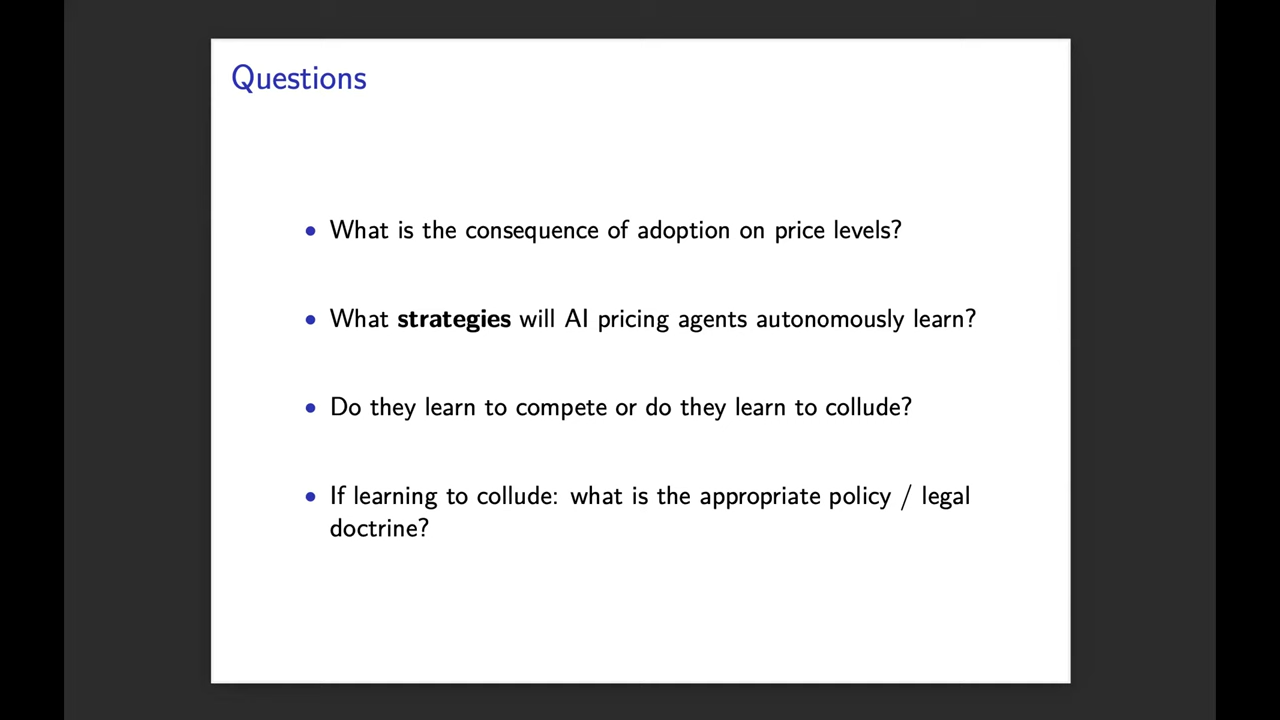 Questions
• What is the consequence of adoption on price levels?
• What strategies will AI pricing agents autonomously learn?
• Do they learn to compete or do they learn to collude?
• If learning to collude: what is the appropriate policy / legal
doctrine?